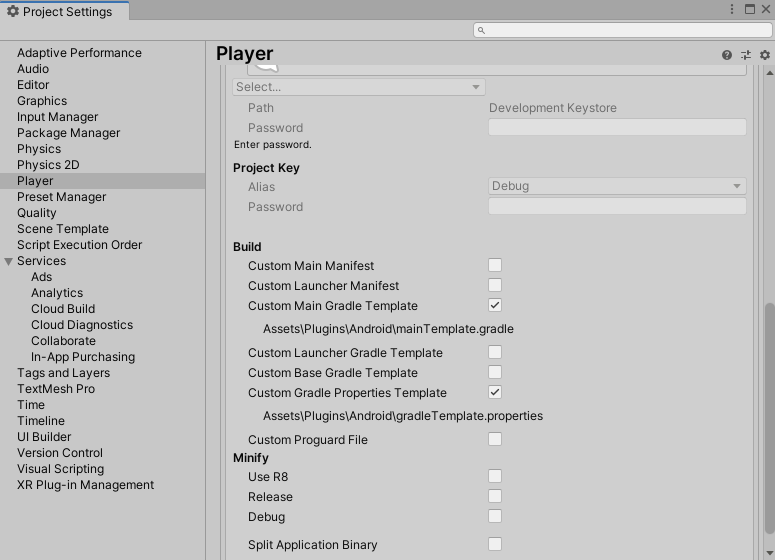 Project Settings
Adaptive Performance
Audio
Editor
Graphics
Input Manager
Package Manager
Physics
Physics 2D
Player
Preset Manager
Quality
Scene Template
Script Execution Order
Services
Ads
Analytics
Cloud Build
Cloud Diagnostics
Collaborate
In-App Purchasing
Tags and Layers
TextMesh Pro
Time
Timeline
UI Builder
Version Control
Visual Scripting
XR Plug-in Management
Player
Select...
Path Development Keystore
Password
Enter password.
Project Key
Alias Debug
Password
Build
Custom Main Manifest
Custom Launcher Manifest
Custom Main Gradle Template
Assets\Plugins\Android\mainTemplate.gradle
Custom Launcher Gradle Template
Custom Base Gradle Template
Custom Gradle Properties Template
Assets\Plugins\Android\gradleTemplate.properties
Custom Proguard File
Minify
Use R8
Release
Debug
Split Application Binary